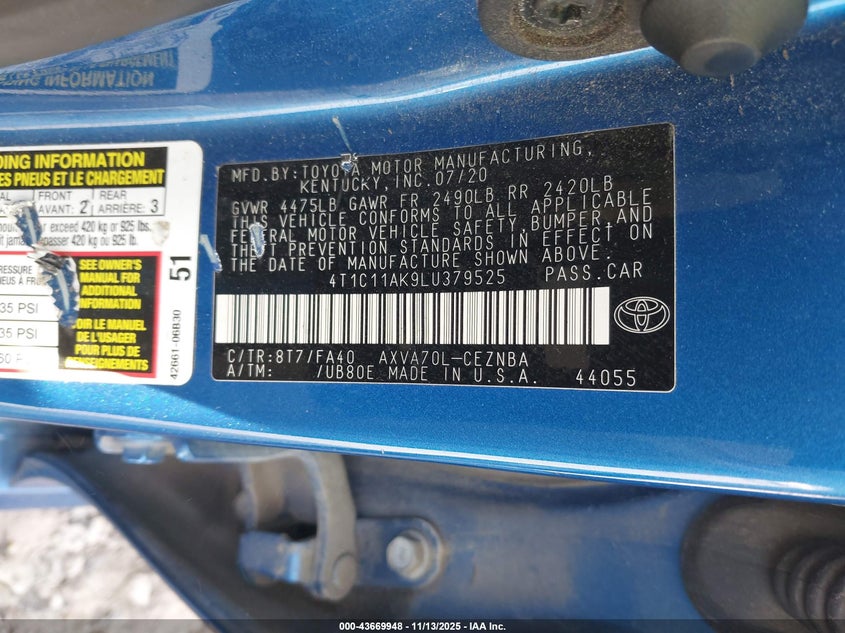 DING INFORMATION
ES PNEUS ET LE CHARGEMENT
FRONT
AVANT: 2
REAR
ARRIÈRE: 3
exceed 420 kg or 925 lbs.
passer 420 kg ou 925 lb.
RESSURE
35 PSI
35 PSI
60 P
SEE OWNER'S
MANUAL FOR
ADDITIONAL
INFORMATION
VOIR LE MANUEL
DE L'USAGER
POUR PLUS DE
RENSEIGNEMENTS
42661-06B30
51
MFD.BY:TOYOTA MOTOR MANUFACTURING,
KENTUCKY,INC.07/20
GVWR 4475LB GAWR FR 2490LB RR 2420LB
THIS VEHICLE CONFORMS TO ALL APPLICABLE
FEDERAL MOTOR VEHICLE SAFETY,BUMPER,AND
THEFT PREVENTION STANDARDS IN EFFECT ON
THE DATE OF MANUFACTURE SHOWN ABOVE.
4T1C11AK9LU379525 PASS.CAR
C/TR:8T7/FA40 AXVA70L-CEZNBA
A/TM: /UB80E MADE IN U.S.A. 44055
TOYOTA
000-43669948 - 11/13/2025 - IAA Inc.